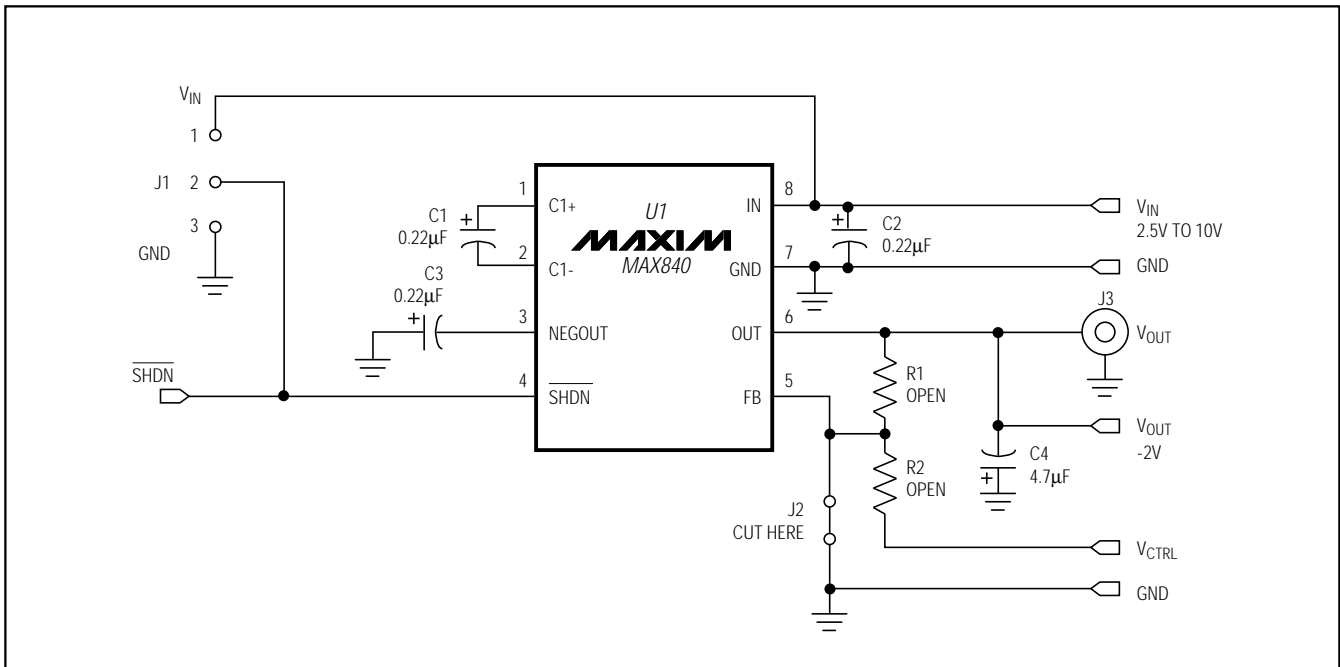 V_IN
1
J1 2
3
GND
SHDN
C1
0.22µF
+
1
2
C3
0.22µF
+
3
4
U1
MAXIM
MAX840
C1+
C1-
NEGOUT
SHDN
IN
GND
OUT
FB
8
7
6
5
+
C2
0.22µF
V_IN
2.5V TO 10V
GND
J3
V_OUT
R1
OPEN
R2
OPEN
V_OUT
-2V
C4
4.7µF
+
J2
CUT HERE
V_CTRL
GND